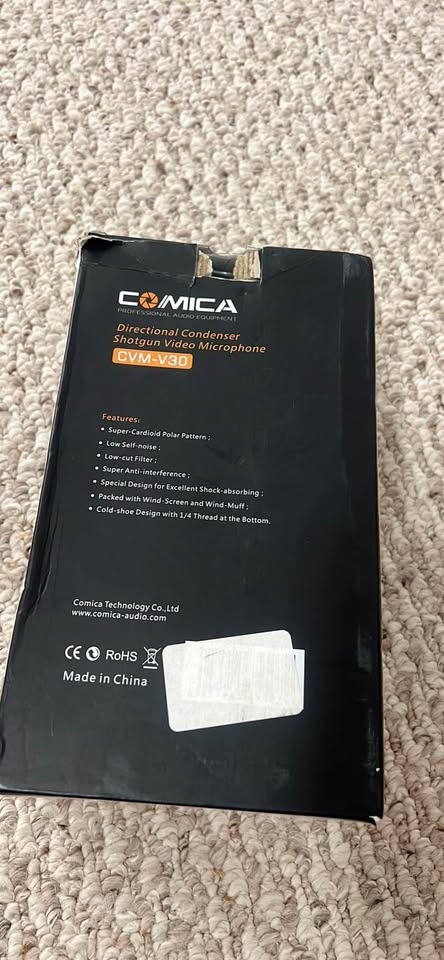 COMICA
PROFESSIONAL AUDIO EQUIPMENT
Directional Condenser
Shotgun Video Microphone
CVM-V30
Features:
• Super-Cardioid Polar Pattern ;
• Low Self-noise ;
• Low-cut Filter ;
• Super Anti-interference ;
• Special Design for Excellent Shock-absorbing ;
• Packed with Wind-Screen and Wind-Muff ;
• Cold-shoe Design with 1/4 Thread at the Bottom.
Comica Technology Co.,Ltd
www.comica-audio.com
CE RoHS
Made in China